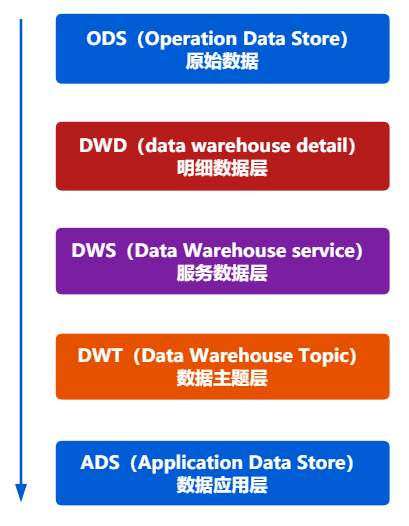 ODS（Operation Data Store）
原始数据
DWD（data warehouse detail）
明细数据层
DWS（Data Warehouse service）
服务数据层
DWT（Data Warehouse Topic）
数据主题层
ADS（Application Data Store）
数据应用层